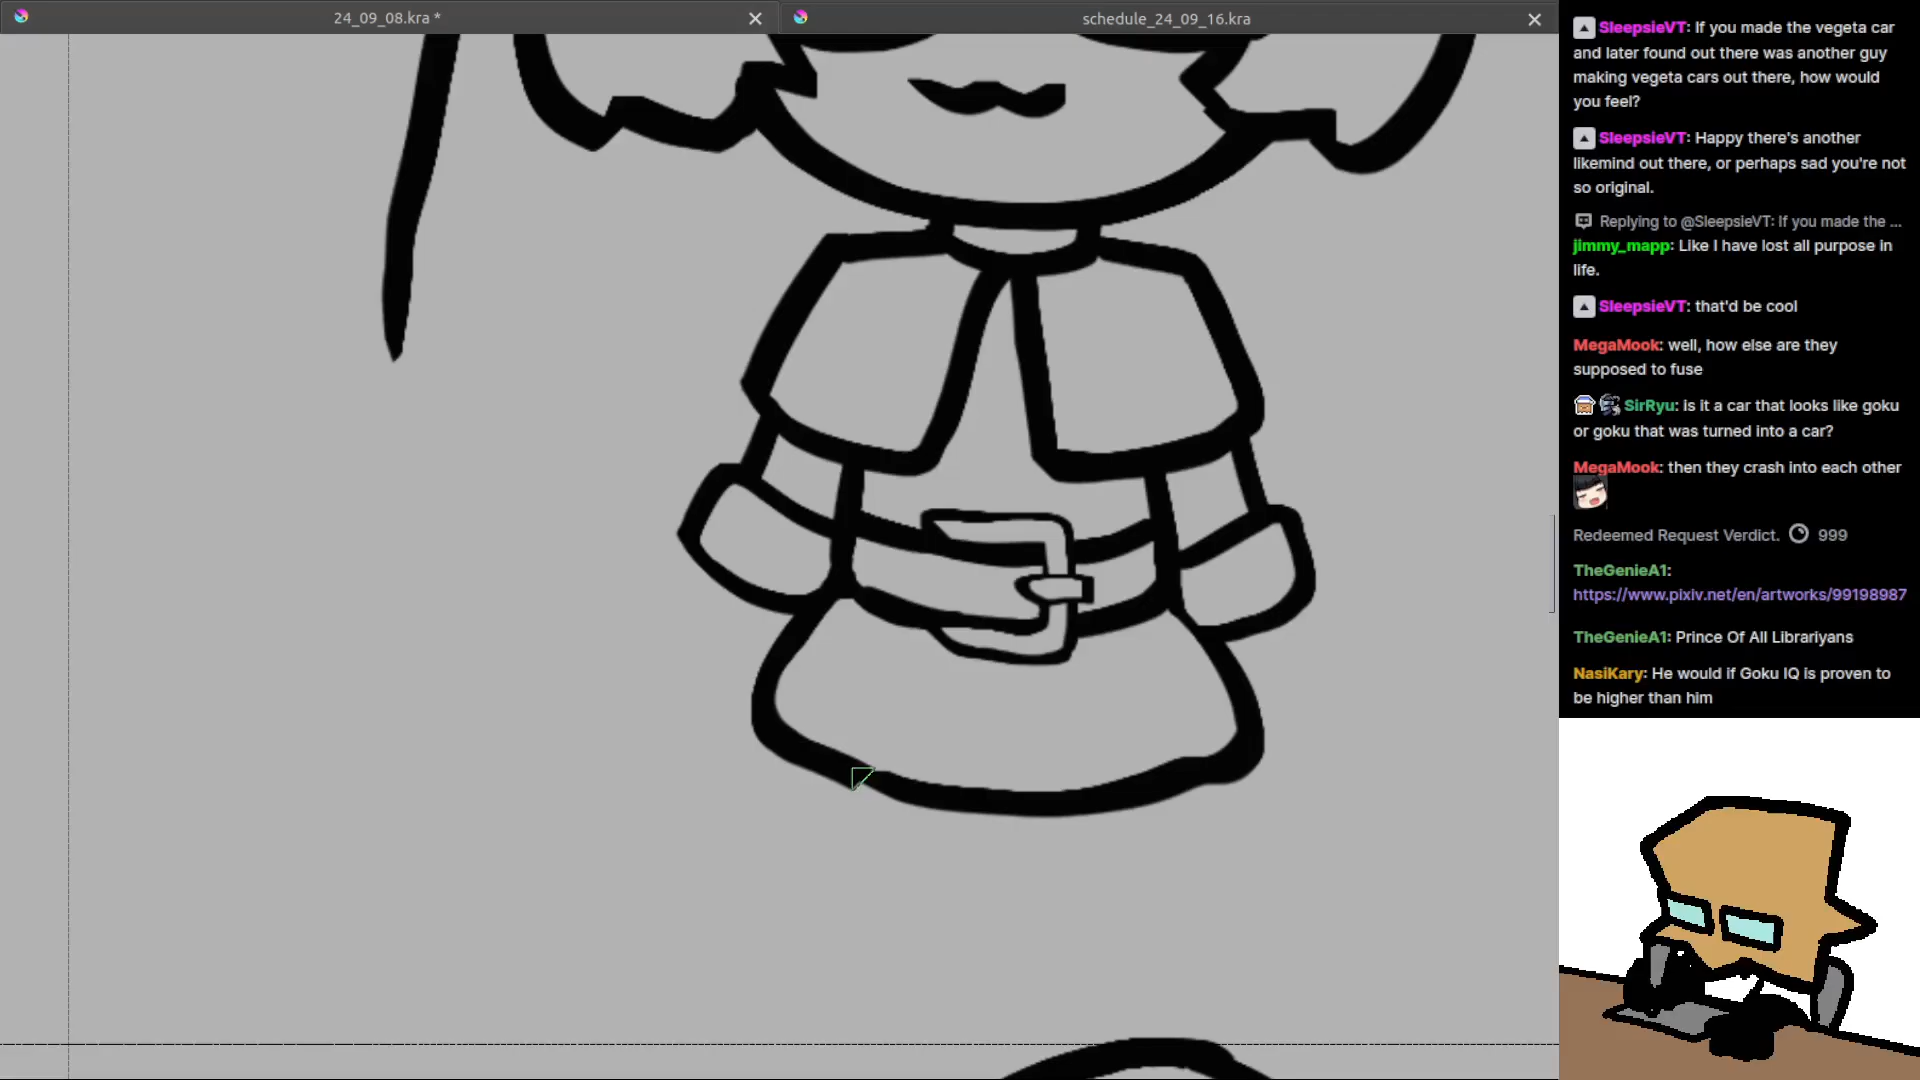 24_09_08.kra *
schedule_24_09_16.kra
SleepsieVT: If you made the vegeta car
and later found out there was another guy
making vegeta cars out there, how would
you feel?
SleepsieVT: Happy there's another
likemind out there, or perhaps sad you're not
so original.
Replying to @SleepsieVT: If you made the ...
jimmy_mapp: Like I have lost all purpose in
life.
SleepsieVT: that'd be cool
MegaMook: well, how else are they
supposed to fuse
SirRyu: is it a car that looks like goku
or goku that was turned into a car?
MegaMook: then they crash into each other
Redeemed Request Verdict. 999
TheGenieA1:
https://www.pixiv.net/en/artworks/99198987
TheGenieA1: Prince Of All Librariyans
NasiKary: He would if Goku IQ is proven to
be higher than him